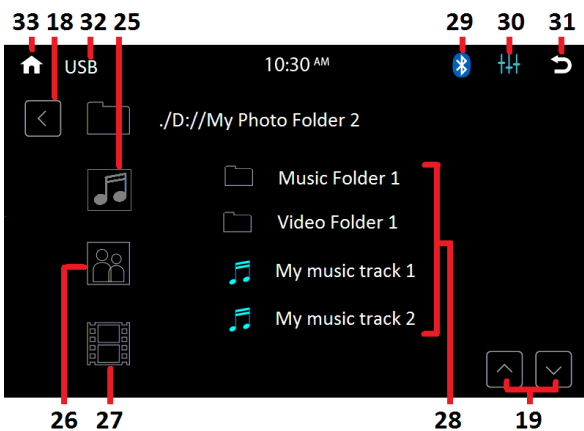 33 18 32 25 29 30 31
USB 10:30 AM
./D://My Photo Folder 2
Music Folder 1
Video Folder 1
My music track 1
My music track 2
26 27 28 19